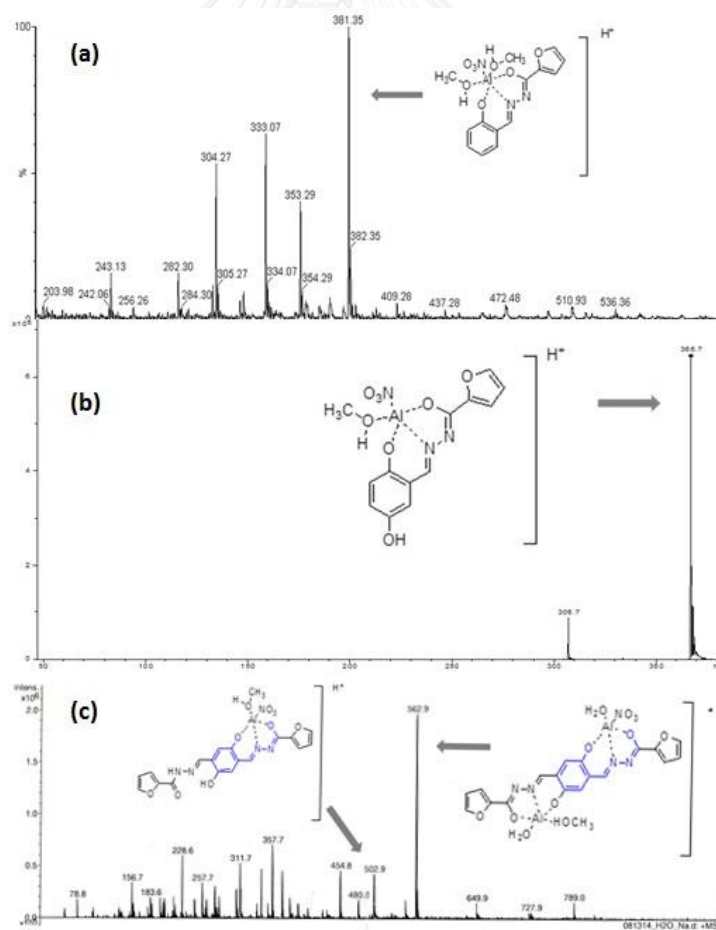 100
(a)
381.35
H+
O3N
H
O-CH3
H3C
O
O
Al
O
H
N
N
O
%
333.07
304.27
353.29
382.35
243.13
282.30
305.27
334.07
354.29
203.98
242.06
256.26
284.30
409.28
437.28
472.48
510.93
536.36
x10⁵
6
(b)
366.7
H+
O3N
H3C
O
O
Al
O
H
N
N
O
OH
4
2
306.7
0
50
100
150
200
250
300
350
Intens.
x10⁶
(c)
2.0
1.5
1.0
0.5
0.0
562.9
H+
+
H
O
CH3
NO3
Al
O
O
N
N
O
HN
N
HO
O
O
H2O
NO3
Al
O
O
N
N
O
N
N
O
O
Al
HOCH3
H2O
O
78.8
156.7
183.6
228.6
257.7
311.7
357.7
454.8
480.0
502.9
649.9
727.9
789.0
081314_H2O_Na.d: +MS